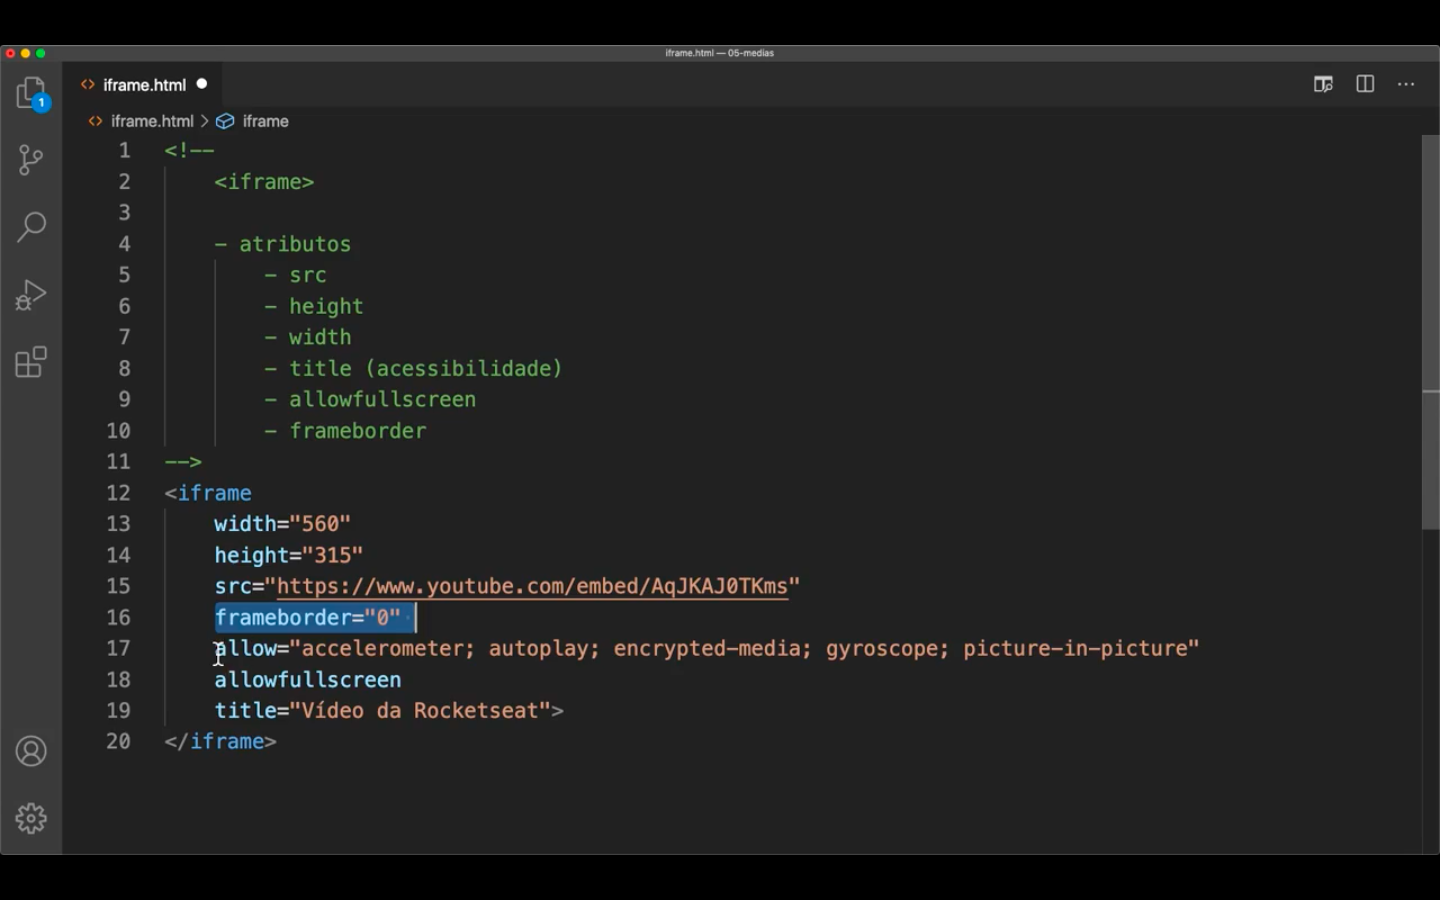 iframe.html — 05-medias
1
iframe.html
iframe.html > iframe
1 <!--
2 <iframe>
3
4 - atributos
5 - src
6 - height
7 - width
8 - title (acessibilidade)
9 - allowfullscreen
10 - frameborder
11 -->
12 <iframe
13 width="560"
14 height="315"
15 src="https://www.youtube.com/embed/AqJKAJ0TKms"
16 frameborder="0"
17 allow="accelerometer; autoplay; encrypted-media; gyroscope; picture-in-picture"
18 allowfullscreen
19 title="Vídeo da Rocketseat">
20 </iframe>